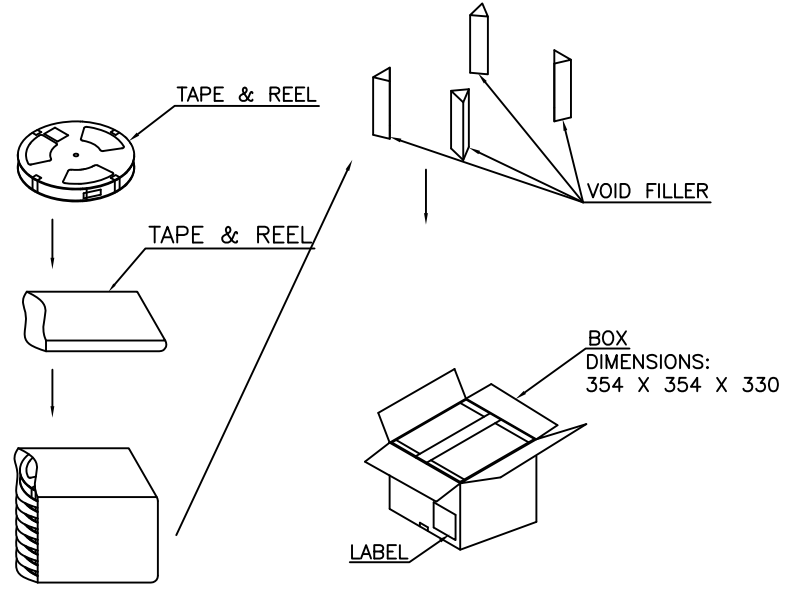 TAPE & REEL
TAPE & REEL
VOID FILLER
BOX
DIMENSIONS:
354 X 354 X 330
LABEL